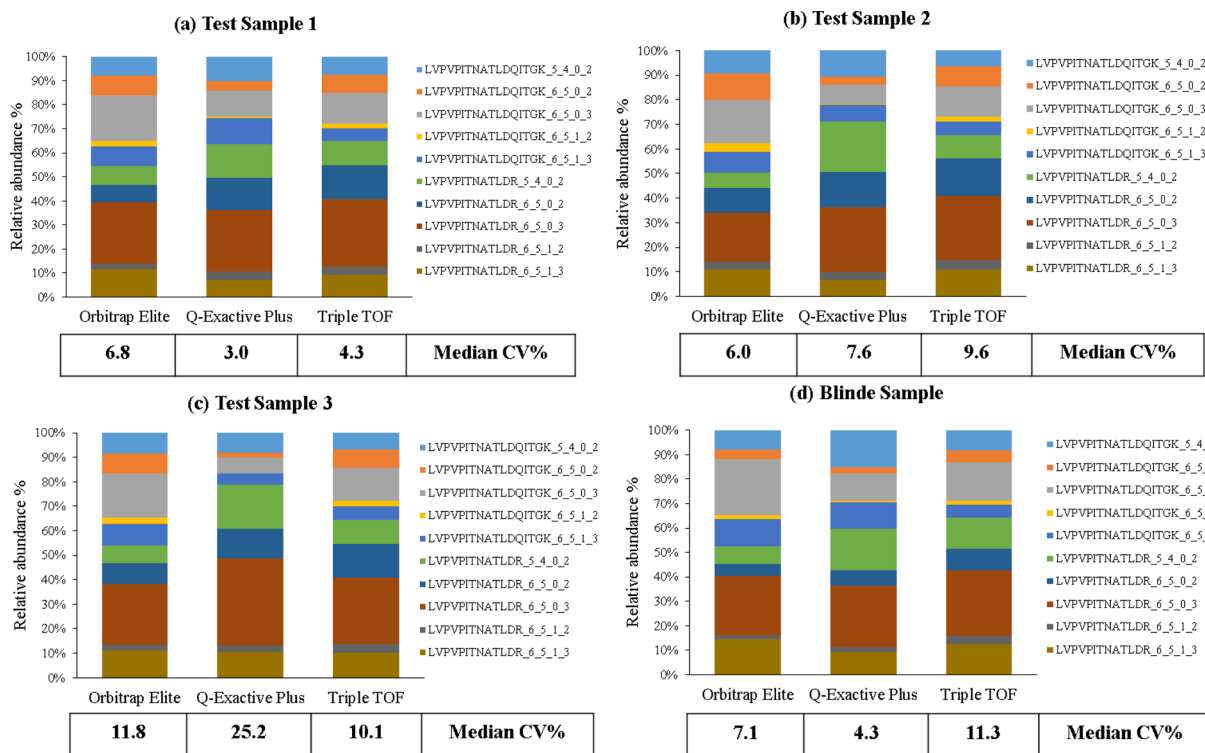 (a) Test Sample 1
Relative abundance %
100%
90%
80%
70%
60%
50%
40%
30%
20%
10%
0%
Orbitrap Elite Q-Exactive Plus Triple TOF
LVPVPITNATLDQITGK_5_4_0_2
LVPVPITNATLDQITGK_6_5_0_2
LVPVPITNATLDQITGK_6_5_0_3
LVPVPITNATLDQITGK_6_5_1_2
LVPVPITNATLDQITGK_6_5_1_3
LVPVPITNATLDR_5_4_0_2
LVPVPITNATLDR_6_5_0_2
LVPVPITNATLDR_6_5_0_3
LVPVPITNATLDR_6_5_1_2
LVPVPITNATLDR_6_5_1_3
6.8 3.0 4.3 Median CV%
(b) Test Sample 2
Relative abundance %
100%
90%
80%
70%
60%
50%
40%
30%
20%
10%
0%
Orbitrap Elite Q-Exactive Plus Triple TOF
LVPVPITNATLDQITGK_5_4_0_2
LVPVPITNATLDQITGK_6_5_0_2
LVPVPITNATLDQITGK_6_5_0_3
LVPVPITNATLDQITGK_6_5_1_2
LVPVPITNATLDQITGK_6_5_1_3
LVPVPITNATLDR_5_4_0_2
LVPVPITNATLDR_6_5_0_2
LVPVPITNATLDR_6_5_0_3
LVPVPITNATLDR_6_5_1_2
LVPVPITNATLDR_6_5_1_3
6.0 7.6 9.6 Median CV%
(c) Test Sample 3
Relative abundance %
100%
90%
80%
70%
60%
50%
40%
30%
20%
10%
0%
Orbitrap Elite Q-Exactive Plus Triple TOF
LVPVPITNATLDQITGK_5_4_0_2
LVPVPITNATLDQITGK_6_5_0_2
LVPVPITNATLDQITGK_6_5_0_3
LVPVPITNATLDQITGK_6_5_1_2
LVPVPITNATLDQITGK_6_5_1_3
LVPVPITNATLDR_5_4_0_2
LVPVPITNATLDR_6_5_0_2
LVPVPITNATLDR_6_5_0_3
LVPVPITNATLDR_6_5_1_2
LVPVPITNATLDR_6_5_1_3
11.8 25.2 10.1 Median CV%
(d) Blinde Sample
Relative abundance %
100%
90%
80%
70%
60%
50%
40%
30%
20%
10%
0%
Orbitrap Elite Q-Exactive Plus Triple TOF
LVPVPITNATLDQITGK_5_4_
LVPVPITNATLDQITGK_6_5_
LVPVPITNATLDQITGK_6_5_
LVPVPITNATLDQITGK_6_5_
LVPVPITNATLDQITGK_6_5_
LVPVPITNATLDR_5_4_0_2
LVPVPITNATLDR_6_5_0_2
LVPVPITNATLDR_6_5_0_3
LVPVPITNATLDR_6_5_1_2
LVPVPITNATLDR_6_5_1_3
7.1 4.3 11.3 Median CV%